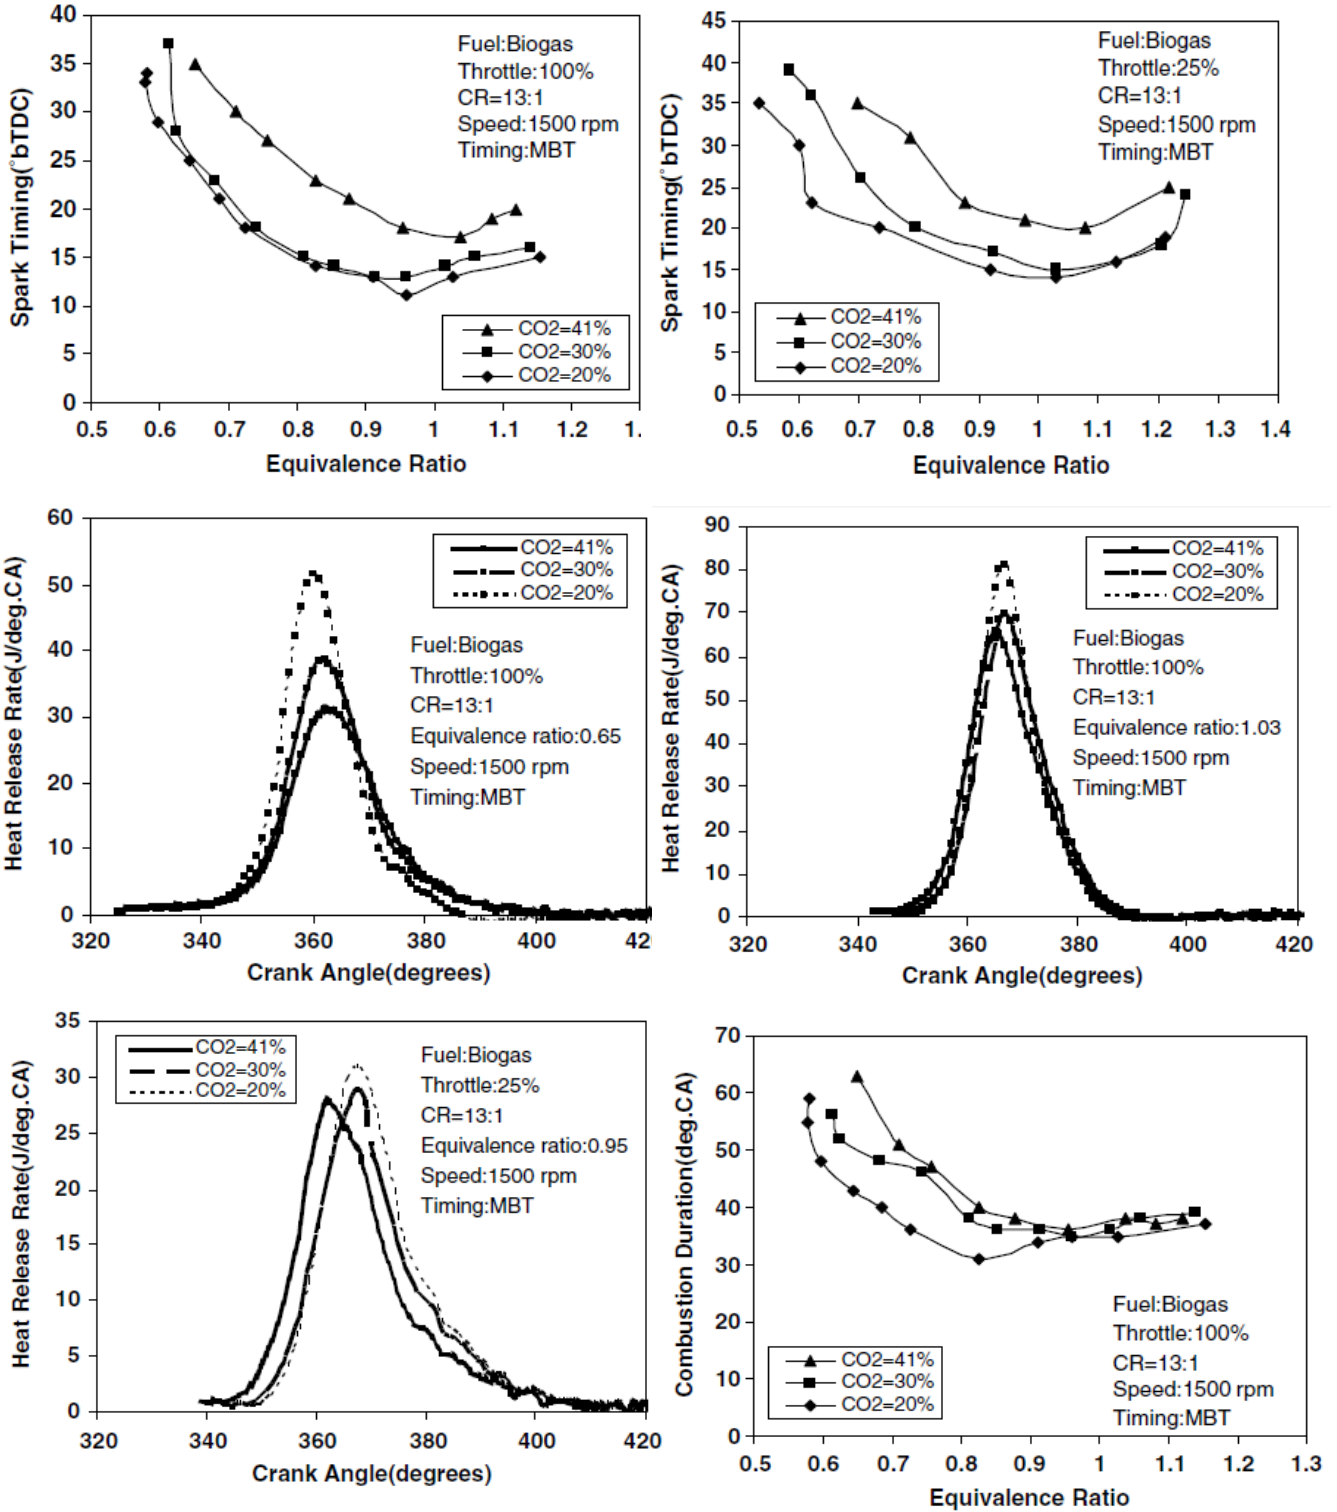 40
35
30
25
20
15
10
5
0
Spark Timing(°bTDC)
Fuel:Biogas
Throttle:100%
CR=13:1
Speed:1500 rpm
Timing:MBT
CO2=41%
CO2=30%
CO2=20%
0.5 0.6 0.7 0.8 0.9 1 1.1 1.2 1.
Equivalence Ratio
45
40
35
30
25
20
15
10
5
0
Spark Timing(°bTDC)
Fuel:Biogas
Throttle:25%
CR=13:1
Speed:1500 rpm
Timing:MBT
CO2=41%
CO2=30%
CO2=20%
0.5 0.6 0.7 0.8 0.9 1 1.1 1.2 1.3 1.4
Equivalence Ratio
60
50
40
30
20
10
0
Heat Release Rate(J/deg.CA)
CO2=41%
CO2=30%
CO2=20%
Fuel:Biogas
Throttle:100%
CR=13:1
Equivalence ratio:0.65
Speed:1500 rpm
Timing:MBT
320 340 360 380 400 420
Crank Angle(degrees)
90
80
70
60
50
40
30
20
10
0
Heat Release Rate(J/deg.CA)
CO2=41%
CO2=30%
CO2=20%
Fuel:Biogas
Throttle:100%
CR=13:1
Equivalence ratio:1.03
Speed:1500 rpm
Timing:MBT
320 340 360 380 400 420
Crank Angle(degrees)
35
30
25
20
15
10
5
0
Heat Release Rate(J/deg.CA)
CO2=41%
CO2=30%
CO2=20%
Fuel:Biogas
Throttle:25%
CR=13:1
Equivalence ratio:0.95
Speed:1500 rpm
Timing:MBT
320 340 360 380 400 420
Crank Angle(degrees)
70
60
50
40
30
20
10
0
Combustion Duration(deg.CA)
Fuel:Biogas
Throttle:100%
CR=13:1
Speed:1500 rpm
Timing:MBT
CO2=41%
CO2=30%
CO2=20%
0.5 0.6 0.7 0.8 0.9 1 1.1 1.2 1.3
Equivalence Ratio